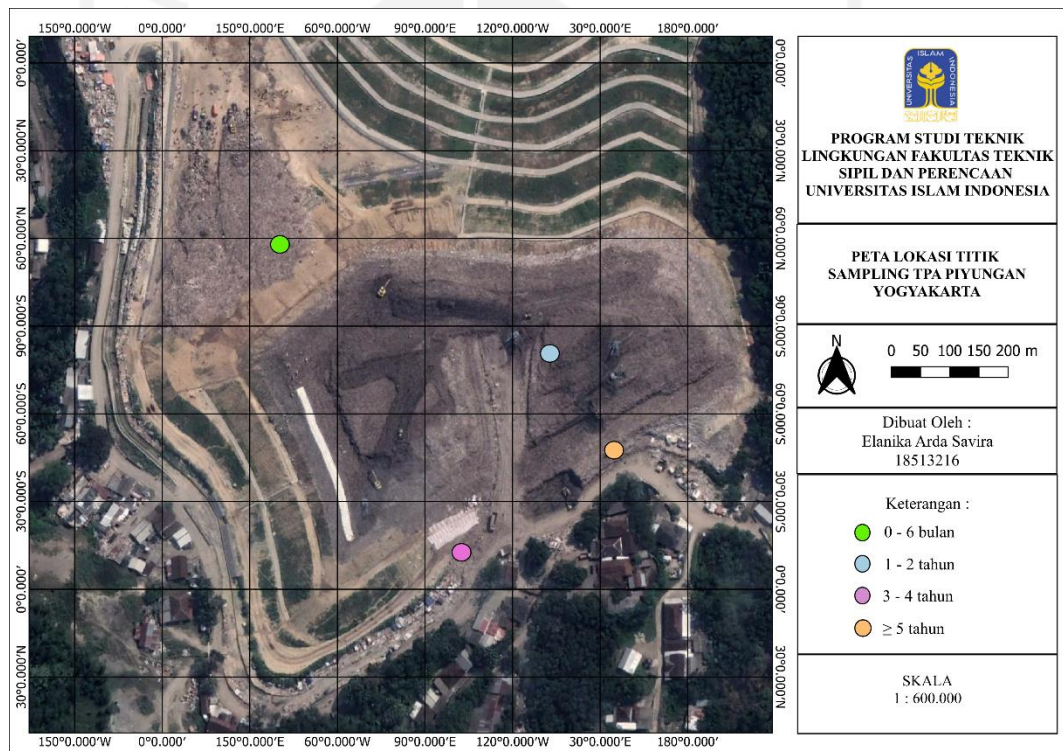 150°0.000'W 0°0.000' 150°0.000'E 120°0.000'E 90°0.000'E 120°0.000'W 30°0.000'E 180°0.000'
0°0.000'
30°0.000'N
60°0.000'N
90°0.000'S
60°0.000'S
30°0.000'S
0°0.000'
30°0.000'N
0°0.000'
30°0.000'N
60°0.000'N
90°0.000'S
60°0.000'S
30°0.000'S
0°0.000'
30°0.000'N
150°0.000'W 0°0.000' 150°0.000'E 120°0.000'E 90°0.000'E 120°0.000'W 30°0.000'E 180°0.000'
UNIVERSITAS ISLAM INDONESIA
PROGRAM STUDI TEKNIK
LINGKUNGAN FAKULTAS TEKNIK
SIPIL DAN PERENCAAN
UNIVERSITAS ISLAM INDONESIA
PETA LOKASI TITIK
SAMPLING TPA PIYUNGAN
YOGYAKARTA
N
0 50 100 150 200 m
Dibuat Oleh :
Elanika Arda Savira
18513216
Keterangan :
0 - 6 bulan
1 - 2 tahun
3 - 4 tahun
≥ 5 tahun
SKALA
1 : 600.000